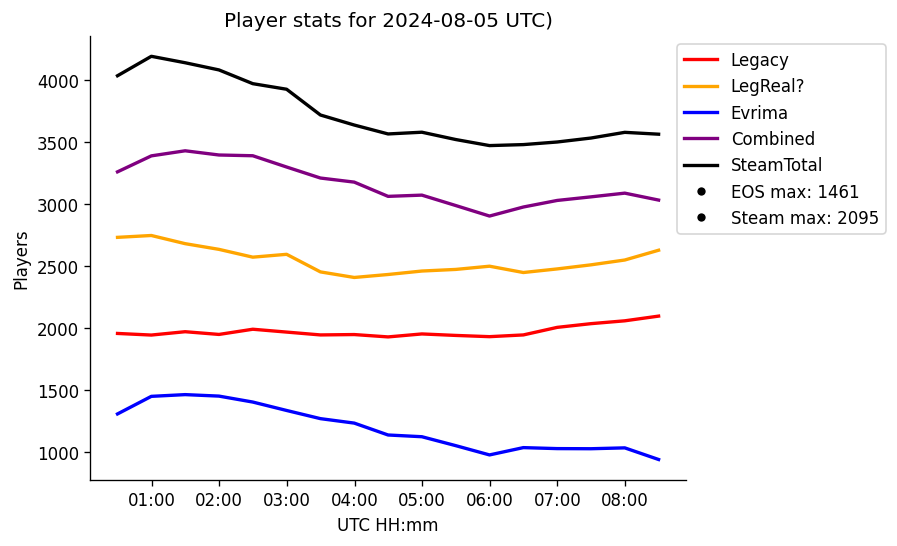 Player stats for 2024-08-05 UTC)
Legacy
LegReal?
Evrima
Combined
SteamTotal
EOS max: 1461
Steam max: 2095
4000
3500
3000
2500
2000
1500
1000
Players
01:00 02:00 03:00 04:00 05:00 06:00 07:00 08:00
UTC HH:mm